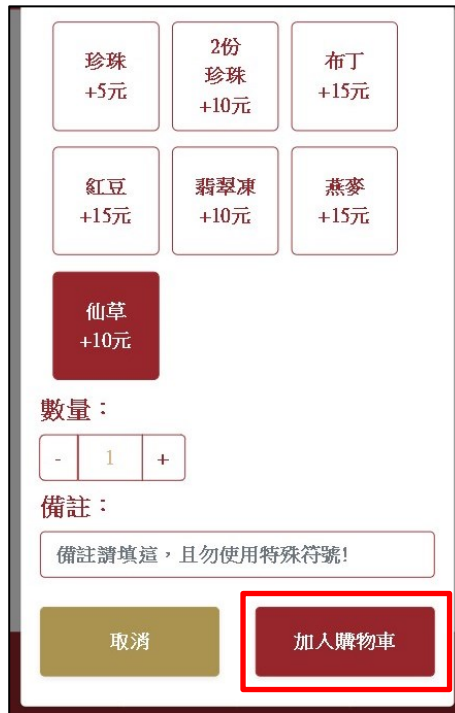 珍珠
+5元
2份
珍珠
+10元
布丁
+15元
紅豆
+15元
翡翠凍
+10元
燕麥
+15元
仙草
+10元
數量：
- 1 +
備註：
備註請填這，且勿使用特殊符號!
取消
加入購物車